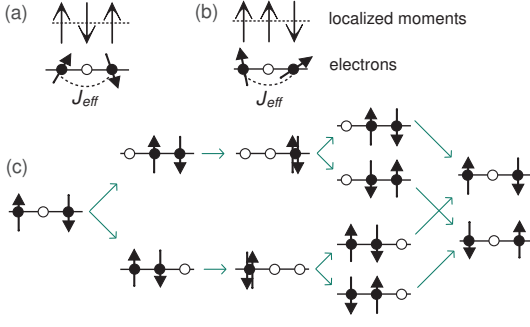 (a)
(b)
localized moments
electrons
J_eff
J_eff
(c)